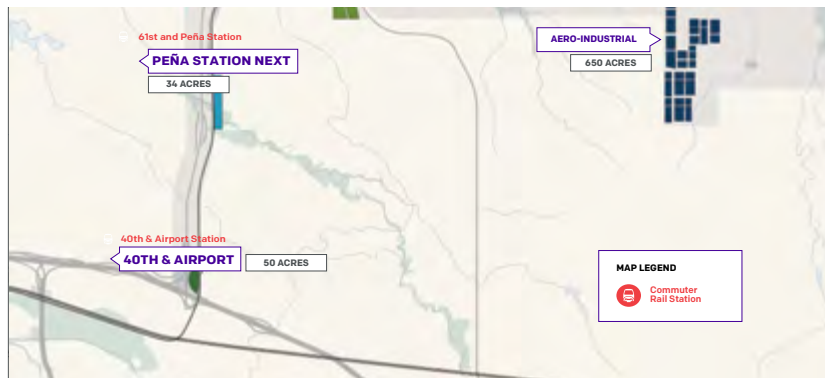 61st and Peña Station
PEÑA STATION NEXT
34 ACRES
AERO-INDUSTRIAL
650 ACRES
40th & Airport Station
40TH & AIRPORT
50 ACRES
MAP LEGEND
Commuter
Rail Station